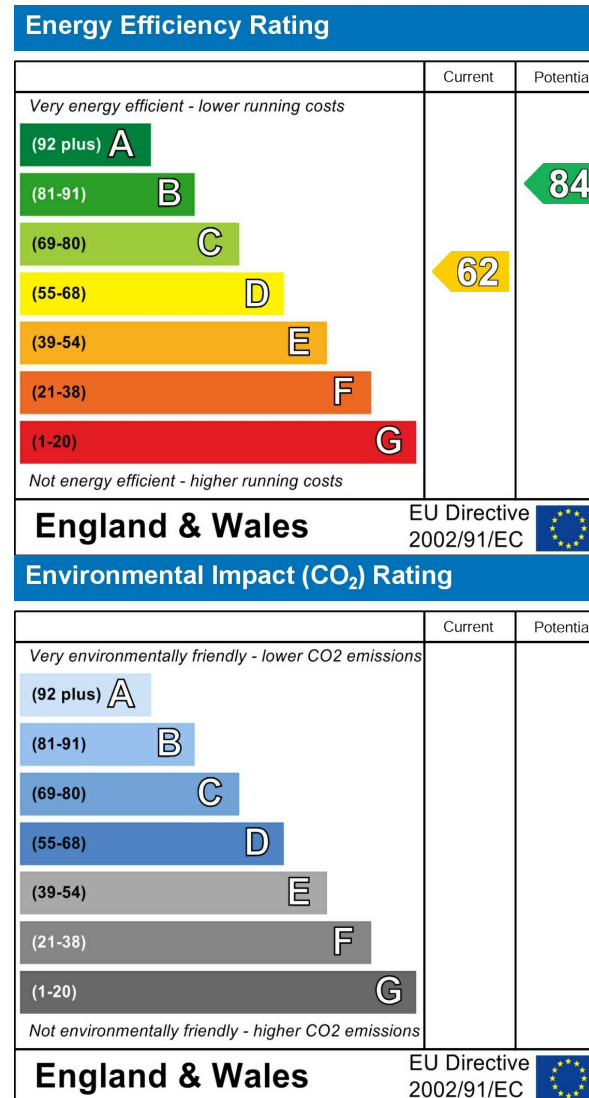 Energy Efficiency Rating
Current Potentia
Very energy efficient - lower running costs
(92 plus) A
(81-91) B
84
(69-80) C
62
(55-68) D
(39-54) E
(21-38) F
(1-20) G
Not energy efficient - higher running costs
England & Wales
EU Directive
2002/91/EC
Environmental Impact (CO₂) Rating
Current Potentia
Very environmentally friendly - lower CO2 emissions
(92 plus) A
(81-91) B
(69-80) C
(55-68) D
(39-54) E
(21-38) F
(1-20) G
Not environmentally friendly - higher CO2 emissions
England & Wales
EU Directive
2002/91/EC